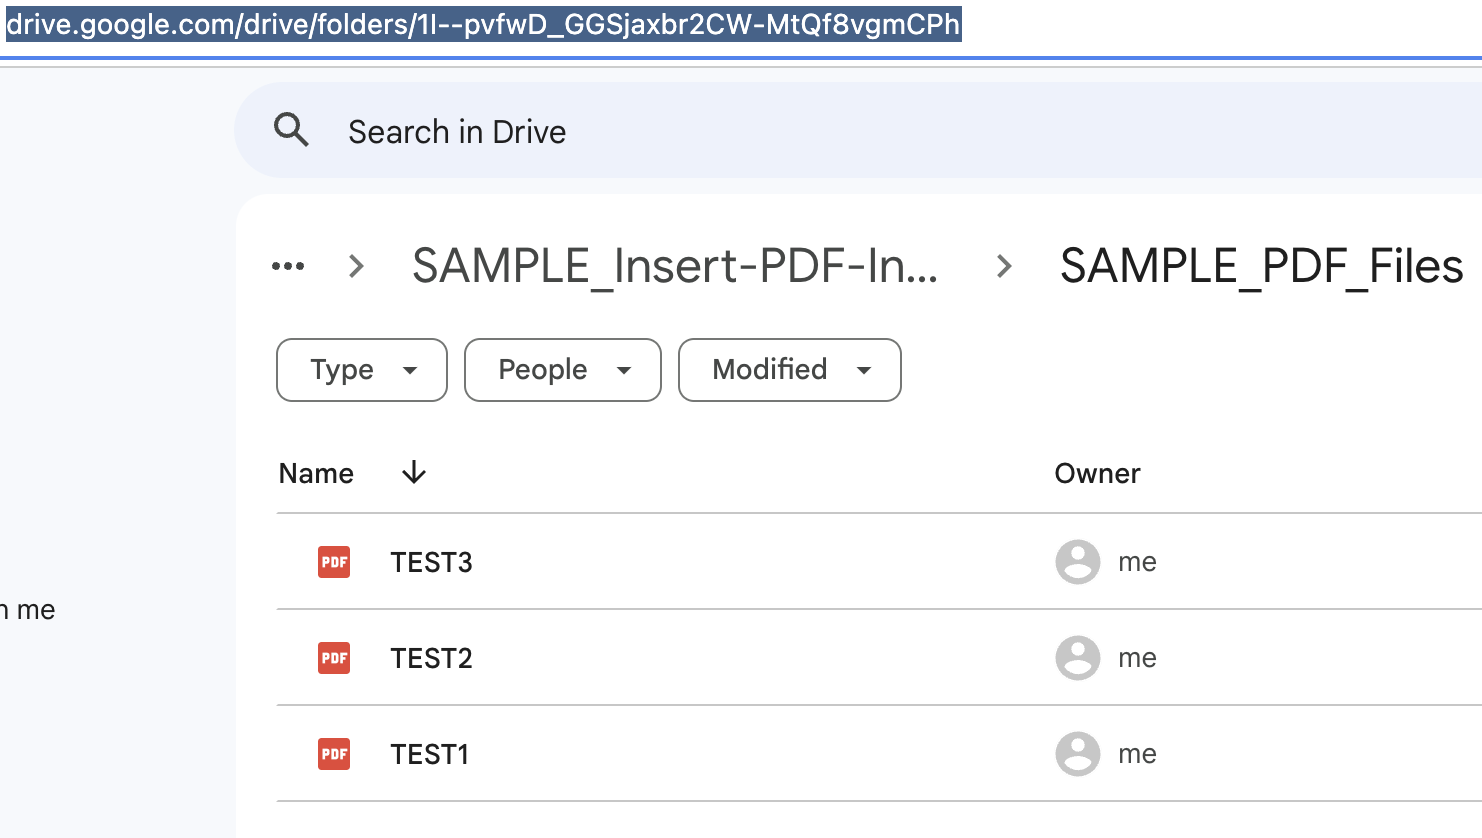 drive.google.com/drive/folders/1I--pvfwD_GGSjaxbr2CW-MtQf8vgmCPh
Search in Drive
... > SAMPLE_Insert-PDF-In... > SAMPLE_PDF_Files
Type People Modified
Name Owner
PDF TEST3 me
n me
PDF TEST2 me
PDF TEST1 me